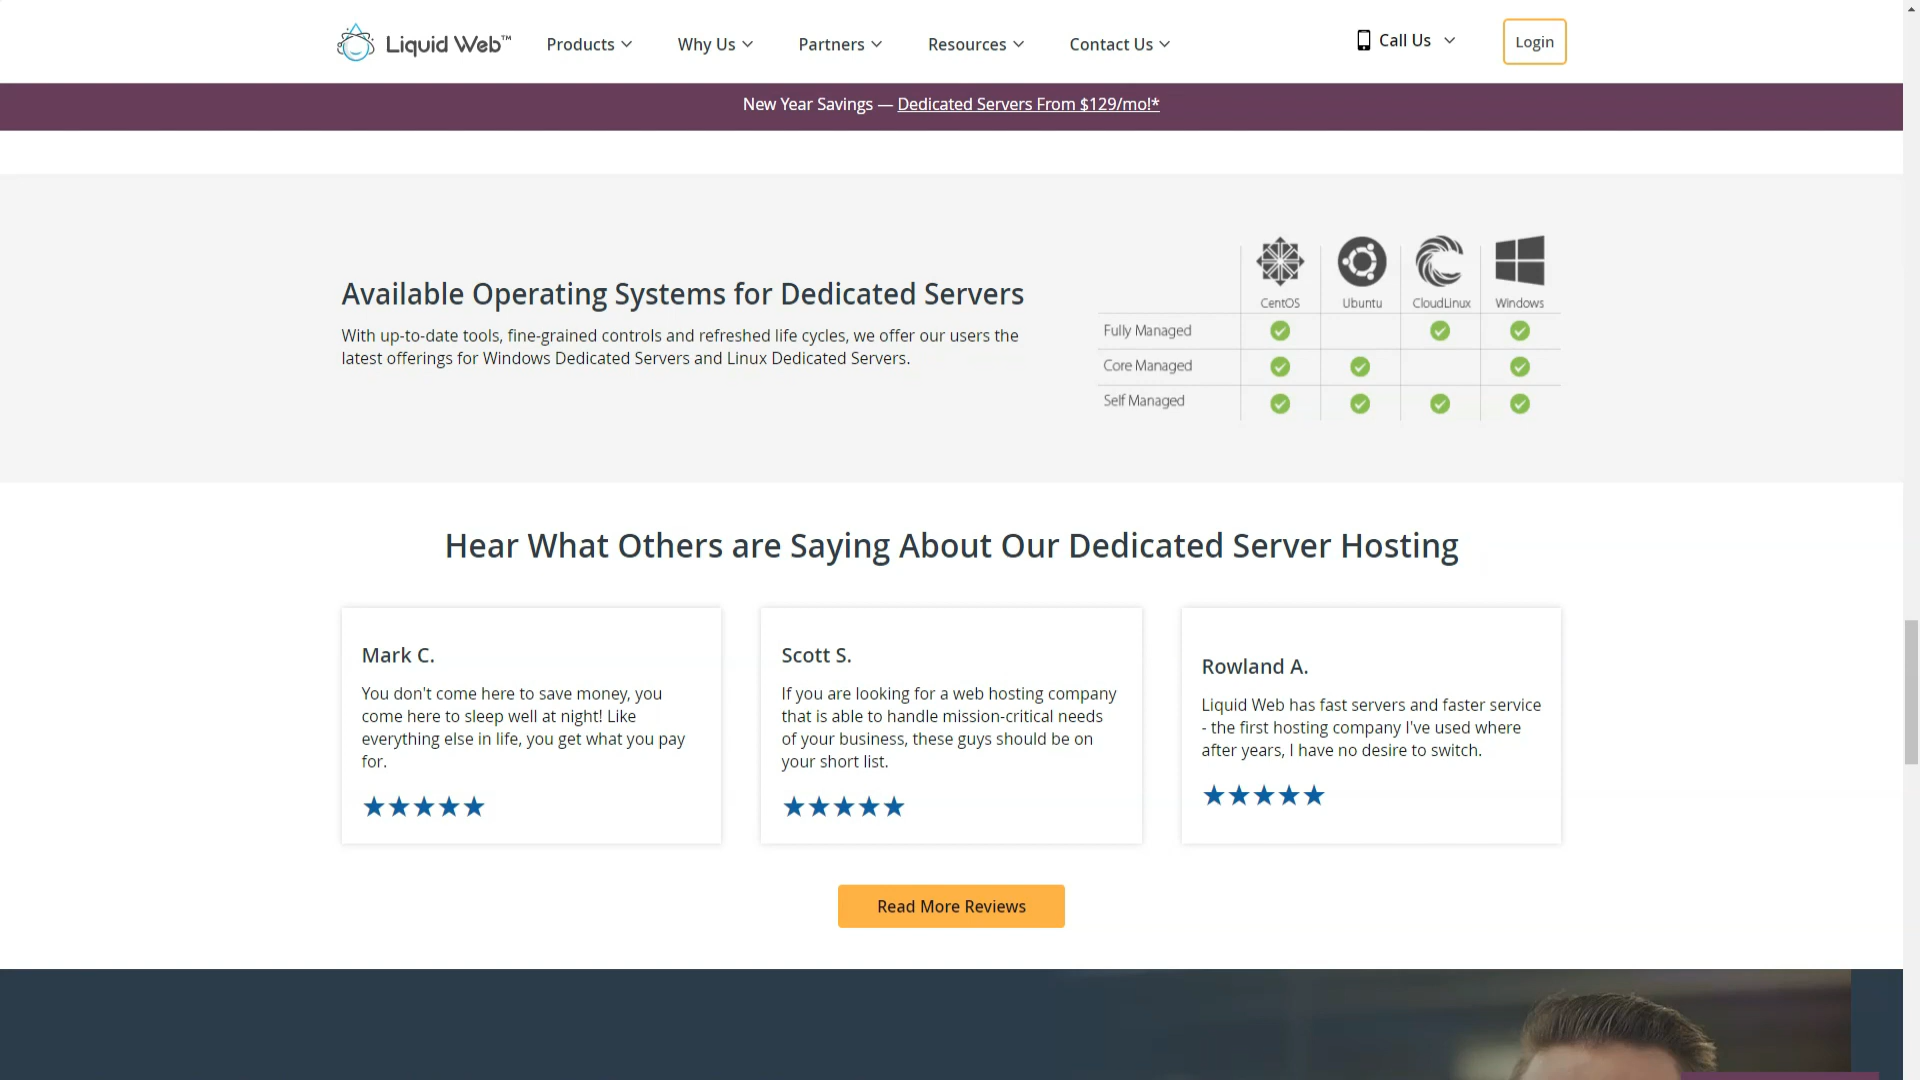 Liquid Web™
Products
Why Us
Partners
Resources
Contact Us
Call Us
Login
New Year Savings — Dedicated Servers From $129/mo!*
Available Operating Systems for Dedicated Servers
With up-to-date tools, fine-grained controls and refreshed life cycles, we offer our users the
latest offerings for Windows Dedicated Servers and Linux Dedicated Servers.
CentOS Ubuntu CloudLinux Windows
Fully Managed
Core Managed
Self Managed
Hear What Others are Saying About Our Dedicated Server Hosting
Mark C.
You don't come here to save money, you
come here to sleep well at night! Like
everything else in life, you get what you pay
for.
Scott S.
If you are looking for a web hosting company
that is able to handle mission-critical needs
of your business, these guys should be on
your short list.
Rowland A.
Liquid Web has fast servers and faster service
- the first hosting company I've used where
after years, I have no desire to switch.
Read More Reviews